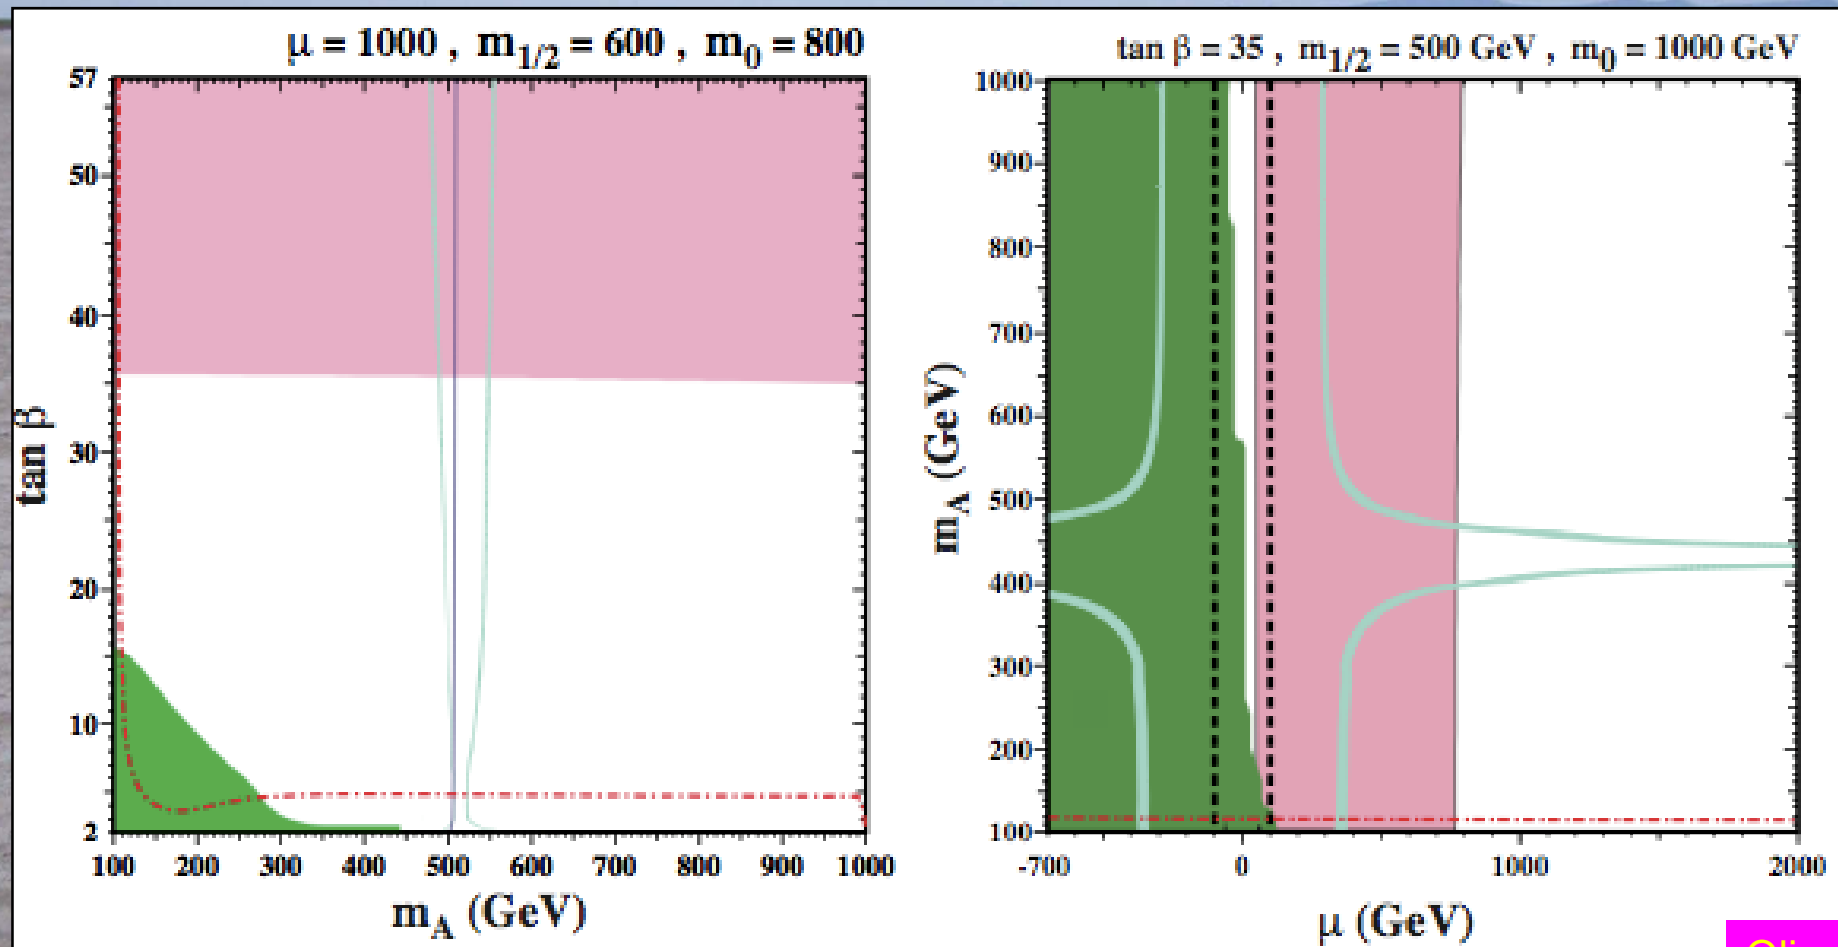 μ = 1000 , m1/2 = 600 , m0 = 800
57
50
40
30
20
10
2
tan β
100 200 300 400 500 600 700 800 900 1000
mA (GeV)
tan β = 35 , m1/2 = 500 GeV , m0 = 1000 GeV
1000
900
800
700
600
500
400
300
200
100
mA (GeV)
-700 0 1000 2000
μ (GeV)